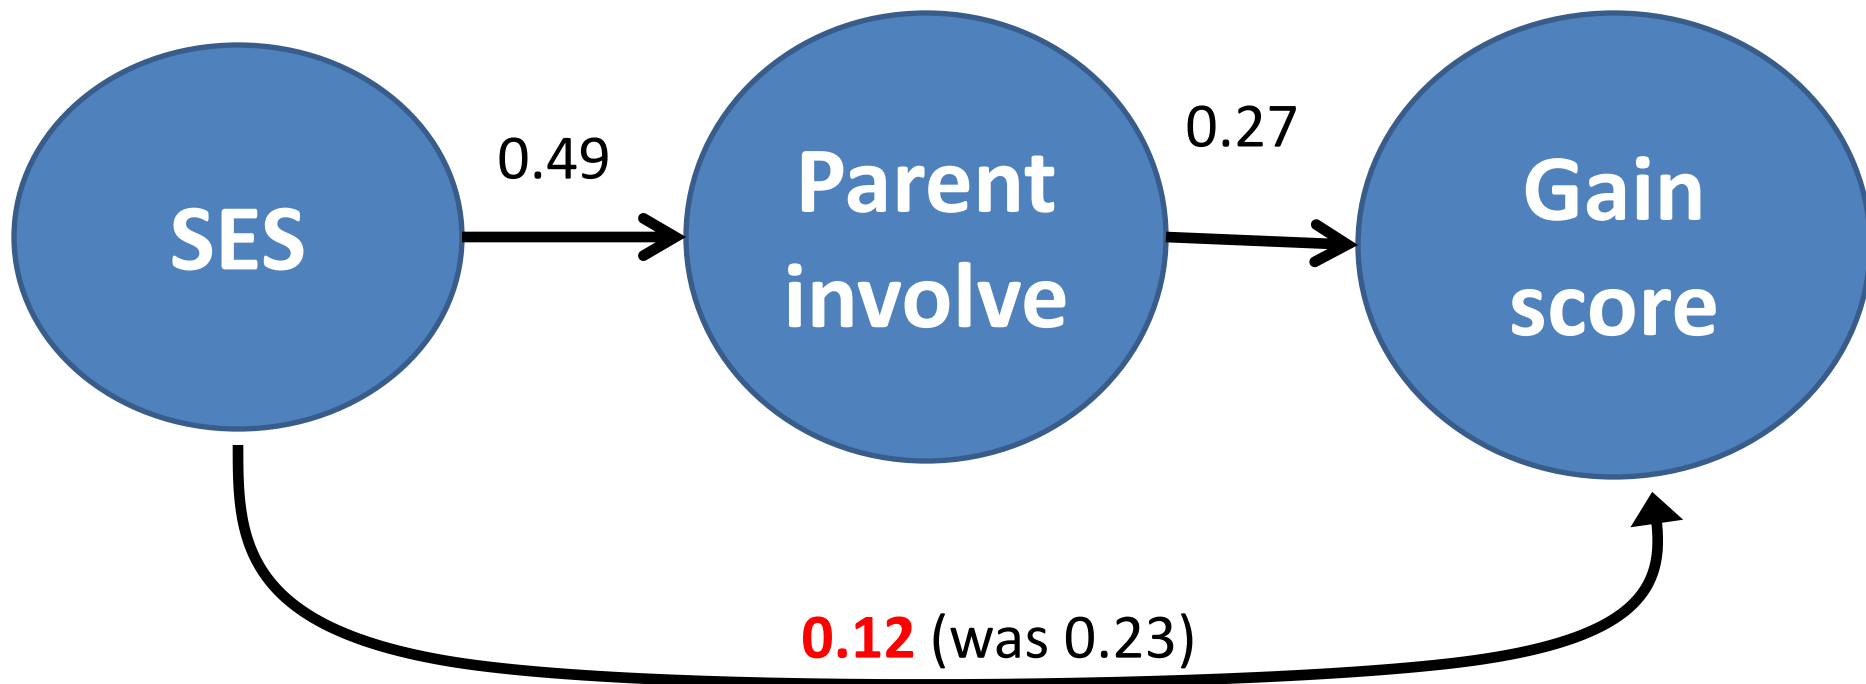 SES
0.49
Parent
involve
0.27
Gain
score
0.12 (was 0.23)